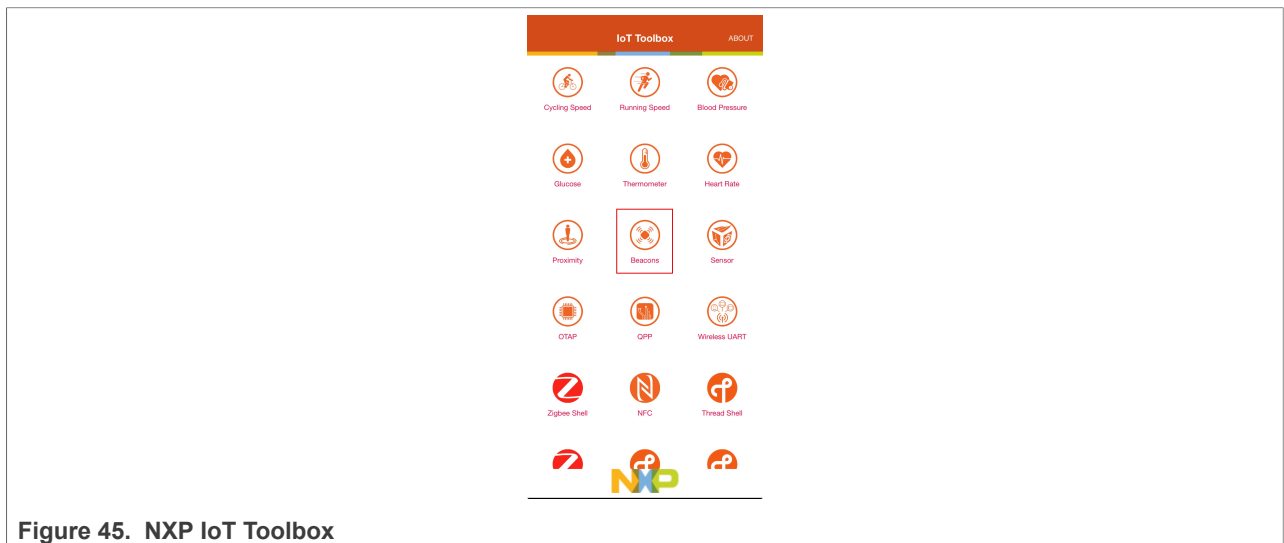 IoT Toolbox ABOUT
Cycling Speed Running Speed Blood Pressure
Glucose Thermometer Heart Rate
Proximity Beacons Sensor
OTAP QPP Wireless UART
Zigbee Shell NFC Thread Shell
NXP
Figure 45. NXP IoT Toolbox